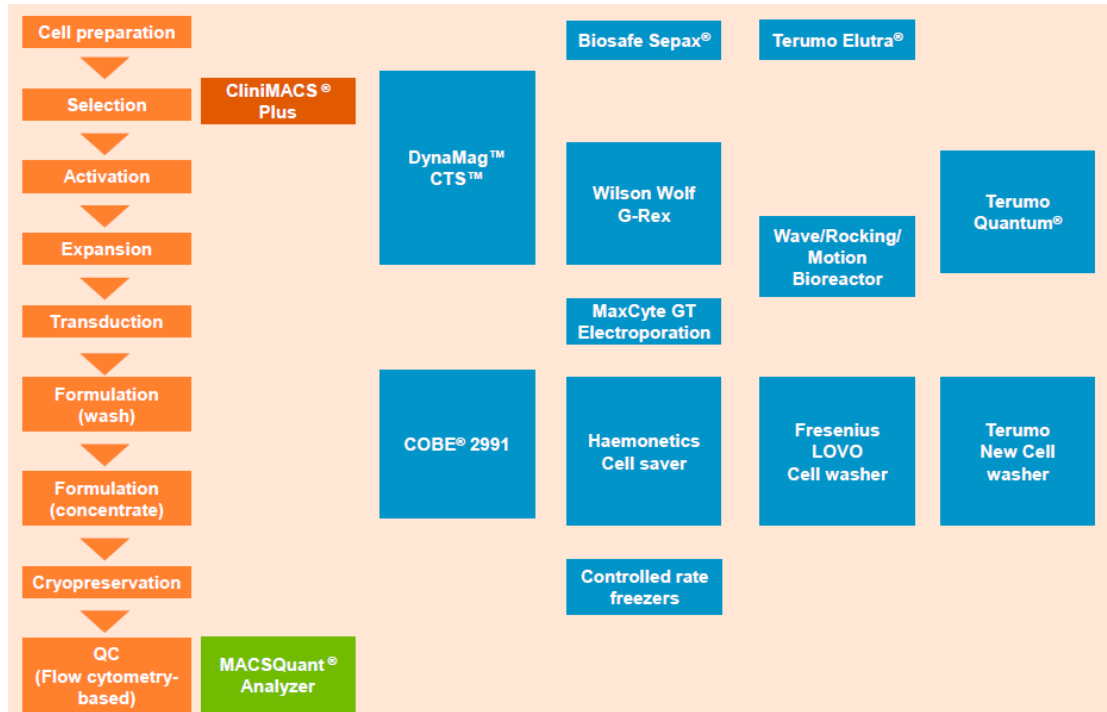 Cell preparation
Biosafe Sepax®
Terumo Elutra®
Selection
CliniMACS ®
Plus
DynaMag™
CTS™
Activation
Wilson Wolf
G-Rex
Terumo
Quantum®
Expansion
Wave/Rocking/
Motion
Bioreactor
Transduction
MaxCyte GT
Electroporation
Formulation
(wash)
COBE® 2991
Haemonetics
Cell saver
Fresenius
LOVO
Cell washer
Terumo
New Cell
washer
Formulation
(concentrate)
Cryopreservation
Controlled rate
freezers
QC
(Flow cytometry-
based)
MACSQuant ®
Analyzer